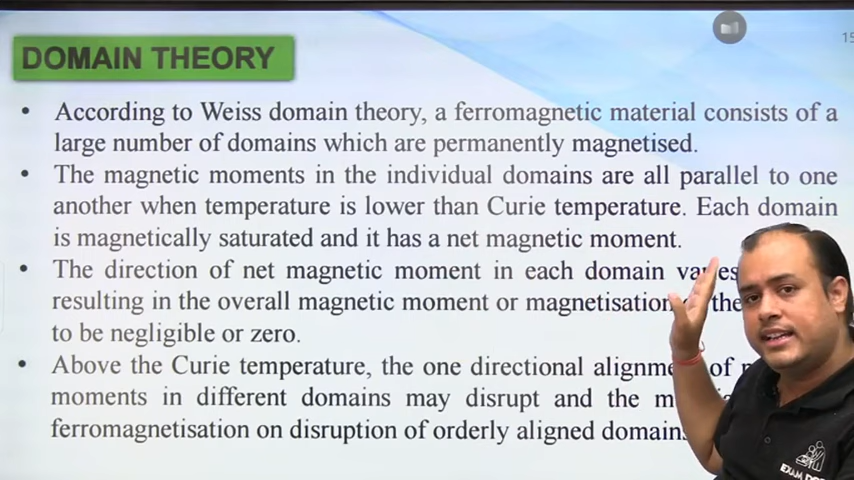 15
DOMAIN THEORY
• According to Weiss domain theory, a ferromagnetic material consists of a
large number of domains which are permanently magnetised.
• The magnetic moments in the individual domains are all parallel to one
another when temperature is lower than Curie temperature. Each domain
is magnetically saturated and it has a net magnetic moment.
• The direction of net magnetic moment in each domain
resulting in the overall magnetic moment or magnetisation the
to be negligible or zero.
• Above the Curie temperature, the one directional of
moments in different domains may disrupt and the
ferromagnetisation on disruption of orderly aligned domains
EXAM